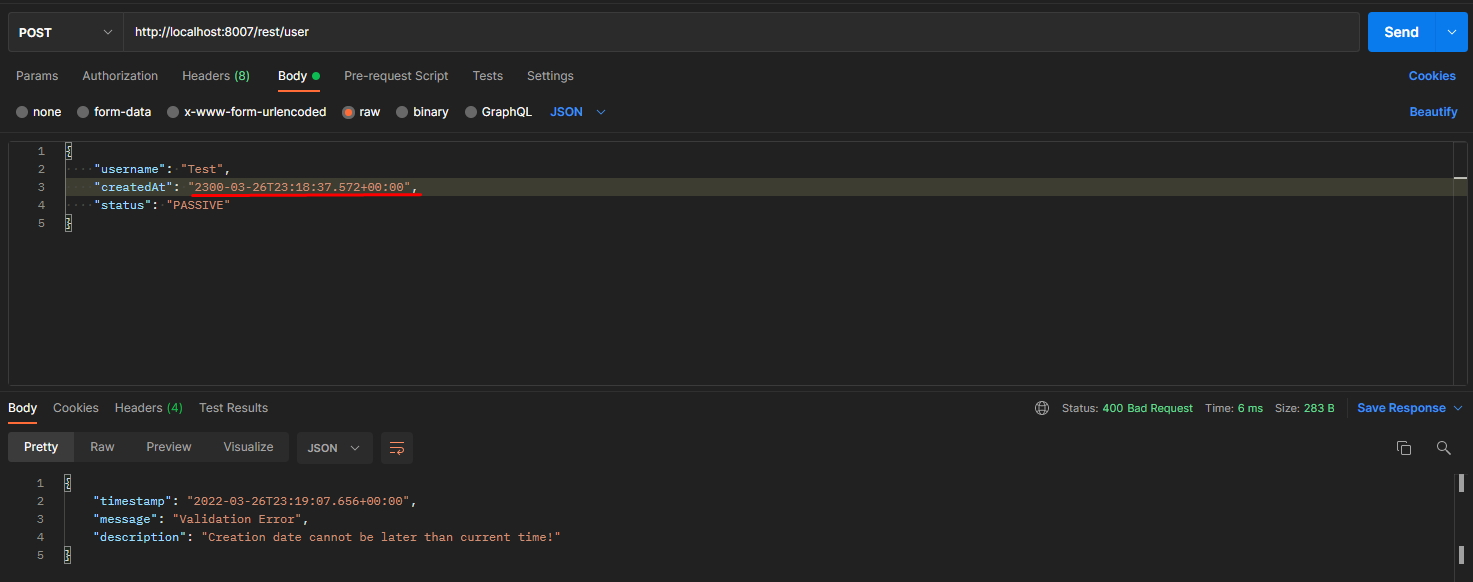 POST http://localhost:8007/rest/user Send
Params Authorization Headers (8) Body Pre-request Script Tests Settings Cookies
none form-data x-www-form-urlencoded raw binary GraphQL JSON Beautify
1 {
2 "username": "Test",
3 "createdAt": "2300-03-26T23:18:37.572+00:00",
4 "status": "PASSIVE"
5 }
Body Cookies Headers (4) Test Results Status: 400 Bad Request Time: 6 ms Size: 283 B Save Response
Pretty Raw Preview Visualize JSON
1 {
2 "timestamp": "2022-03-26T23:19:07.656+00:00",
3 "message": "Validation Error",
4 "description": "Creation date cannot be later than current time!"
5 }